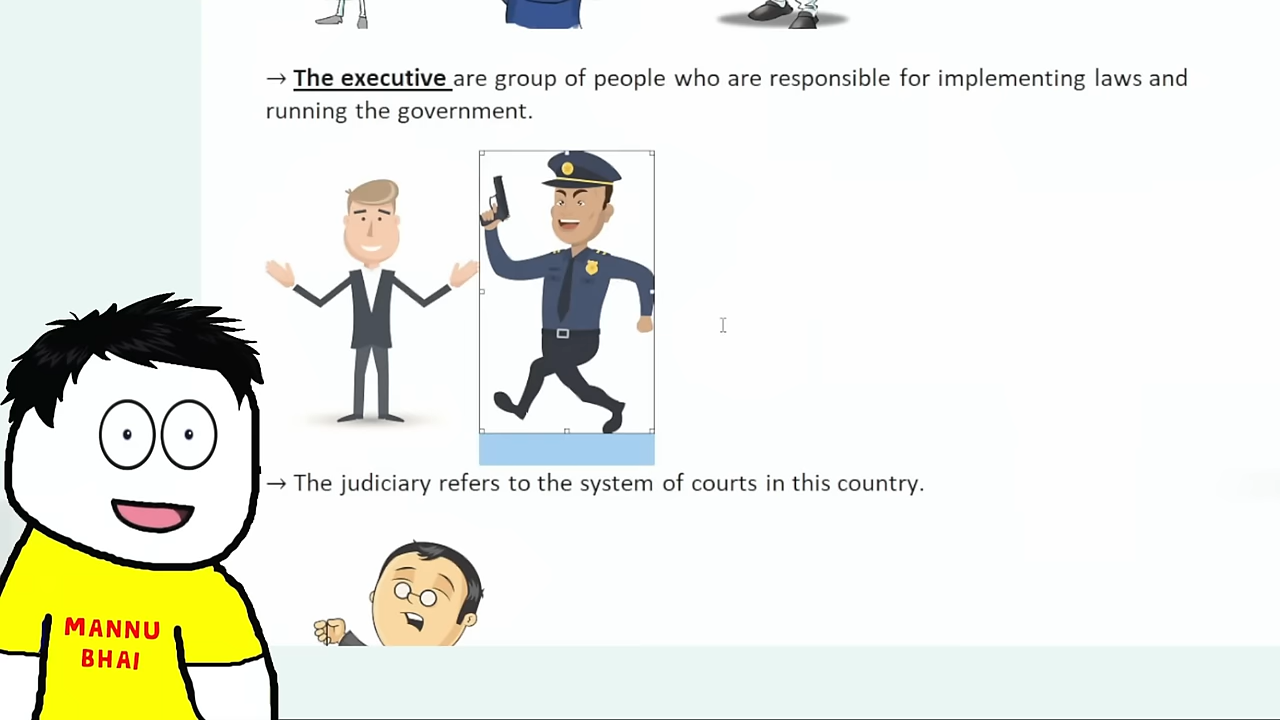 → The executive are group of people who are responsible for implementing laws and
running the government.
→ The judiciary refers to the system of courts in this country.
MANNU
BHAI